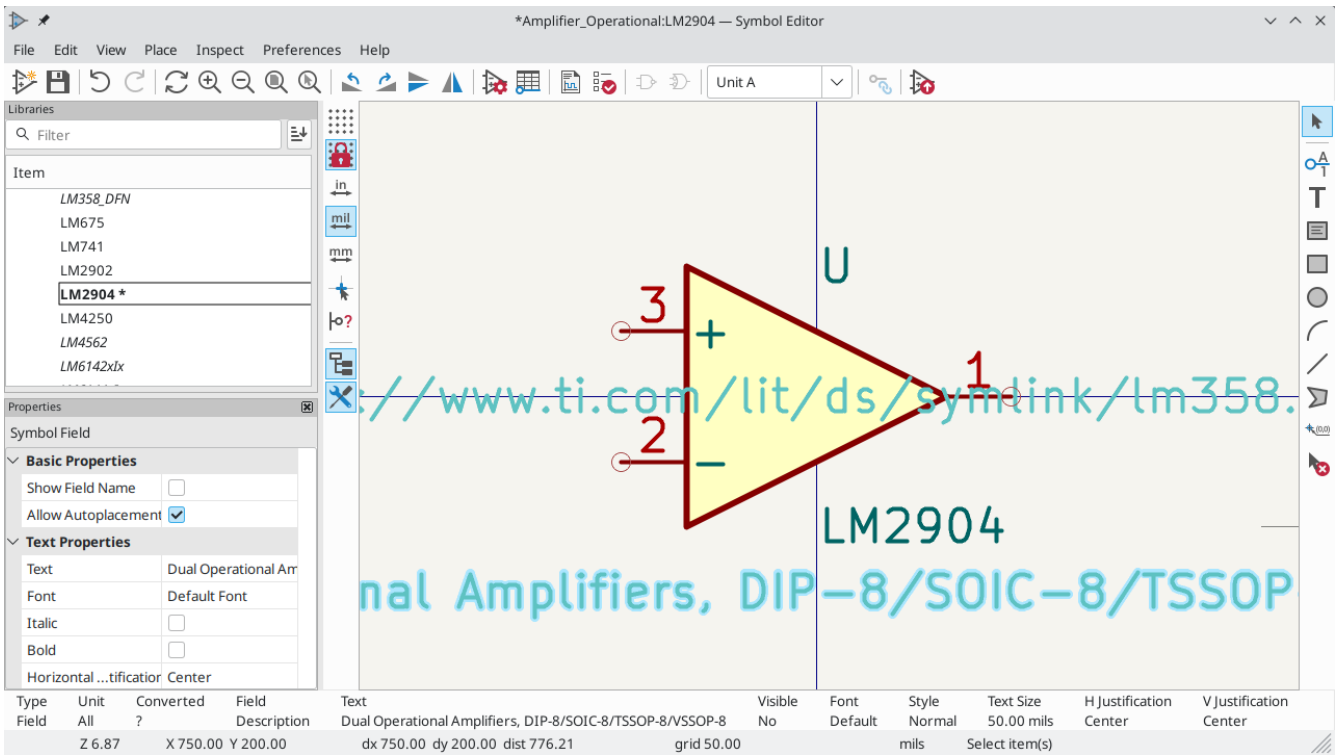 *Amplifier_Operational:LM2904 — Symbol Editor
File Edit View Place Inspect Preferences Help
Unit A
Libraries
Filter
Item
LM358_DFN
LM675
LM741
LM2902
LM2904 *
LM4250
LM4562
LM6142xIx
Properties
Symbol Field
Basic Properties
Show Field Name
Allow Autoplacement
Text Properties
Text Dual Operational Am
Font Default Font
Italic
Bold
Horizontal ...tification Center
in
mil
mm
U
3
+
1
://www.ti.com/lit/ds/symlink/lm358.
2
−
LM2904
nal Amplifiers, DIP−8/SOIC−8/TSSOP
A
1
T
(0,0)
Type Unit Converted Field Text Visible Font Style Text Size H Justification V Justification
Field All ? Description Dual Operational Amplifiers, DIP-8/SOIC-8/TSSOP-8/VSSOP-8 No Default Normal 50.00 mils Center Center
Z 6.87 X 750.00 Y 200.00 dx 750.00 dy 200.00 dist 776.21 grid 50.00 mils Select item(s)